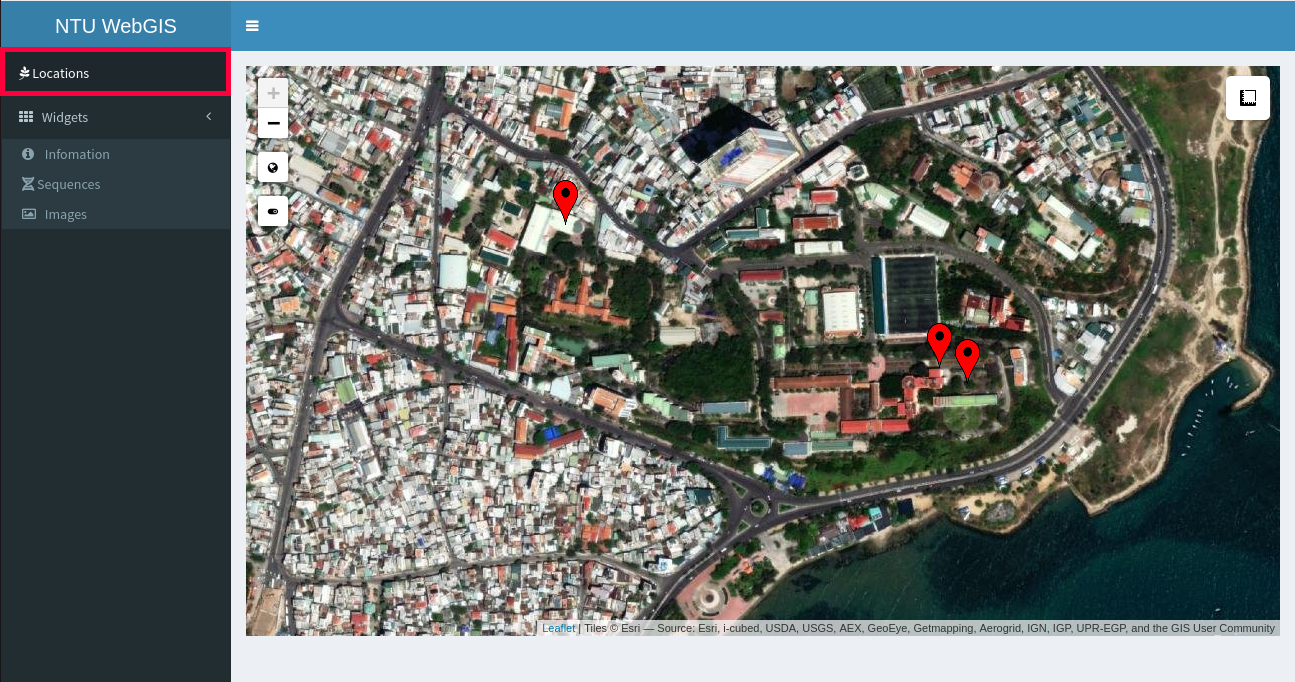 NTU WebGIS
Locations
Widgets
Infomation
Sequences
Images
Leaflet | Tiles © Esri — Source: Esri, i-cubed, USDA, USGS, AEX, GeoEye, Getmapping, Aerogrid, IGN, IGP, UPR-EGP, and the GIS User Community